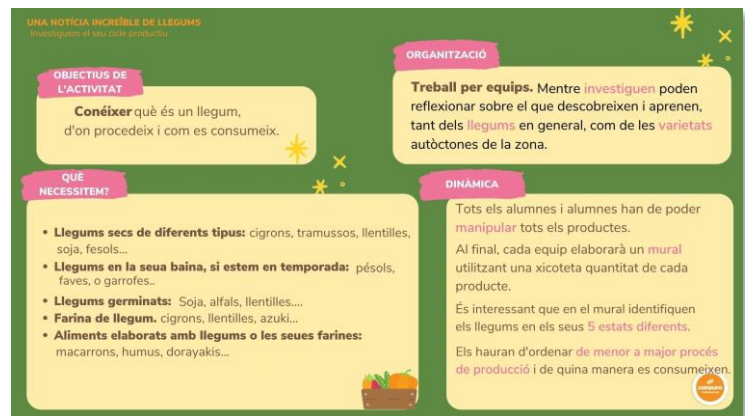 UNA NOTÍCIA INCREÏBLE DE LLEGUMS
Investiguem el seu cicle productiu
OBJECTIUS DE
L'ACTIVITAT
Conéixer què és un llegum,
d'on procedeix i com es consumeix.
ORGANITZACIÓ
Treball per equips. Mentre investiguen poden
reflexionar sobre el que descobreixen i aprenen,
tant dels llegums en general, com de les varietats
autòctones de la zona.
QUÈ
NECESSITEM?
• Llegums secs de diferents tipus: cigrons, tramussos, llentilles,
soja, fesols...
• Llegums en la seua baina, si estem en temporada: pésols,
faves, o garrofes..
• Llegums germinats: Soja, alfals, llentilles....
• Farina de llegum. cigrons, llentilles, azuki...
• Aliments elaborats amb llegums o les seues farines:
macarrons, humus, dorayakis...
DINÀMICA
Tots els alumnes i alumnes han de poder
manipular tots els productes.
Al final, cada equip elaborarà un mural
utilitzant una xicoteta quantitat de cada
producte.
És interessant que en el mural identifiquen
els llegums en els seus 5 estats diferents.
Els hauran d'ordenar de menor a major procés
de producció i de quina manera es consumeixen.
consum